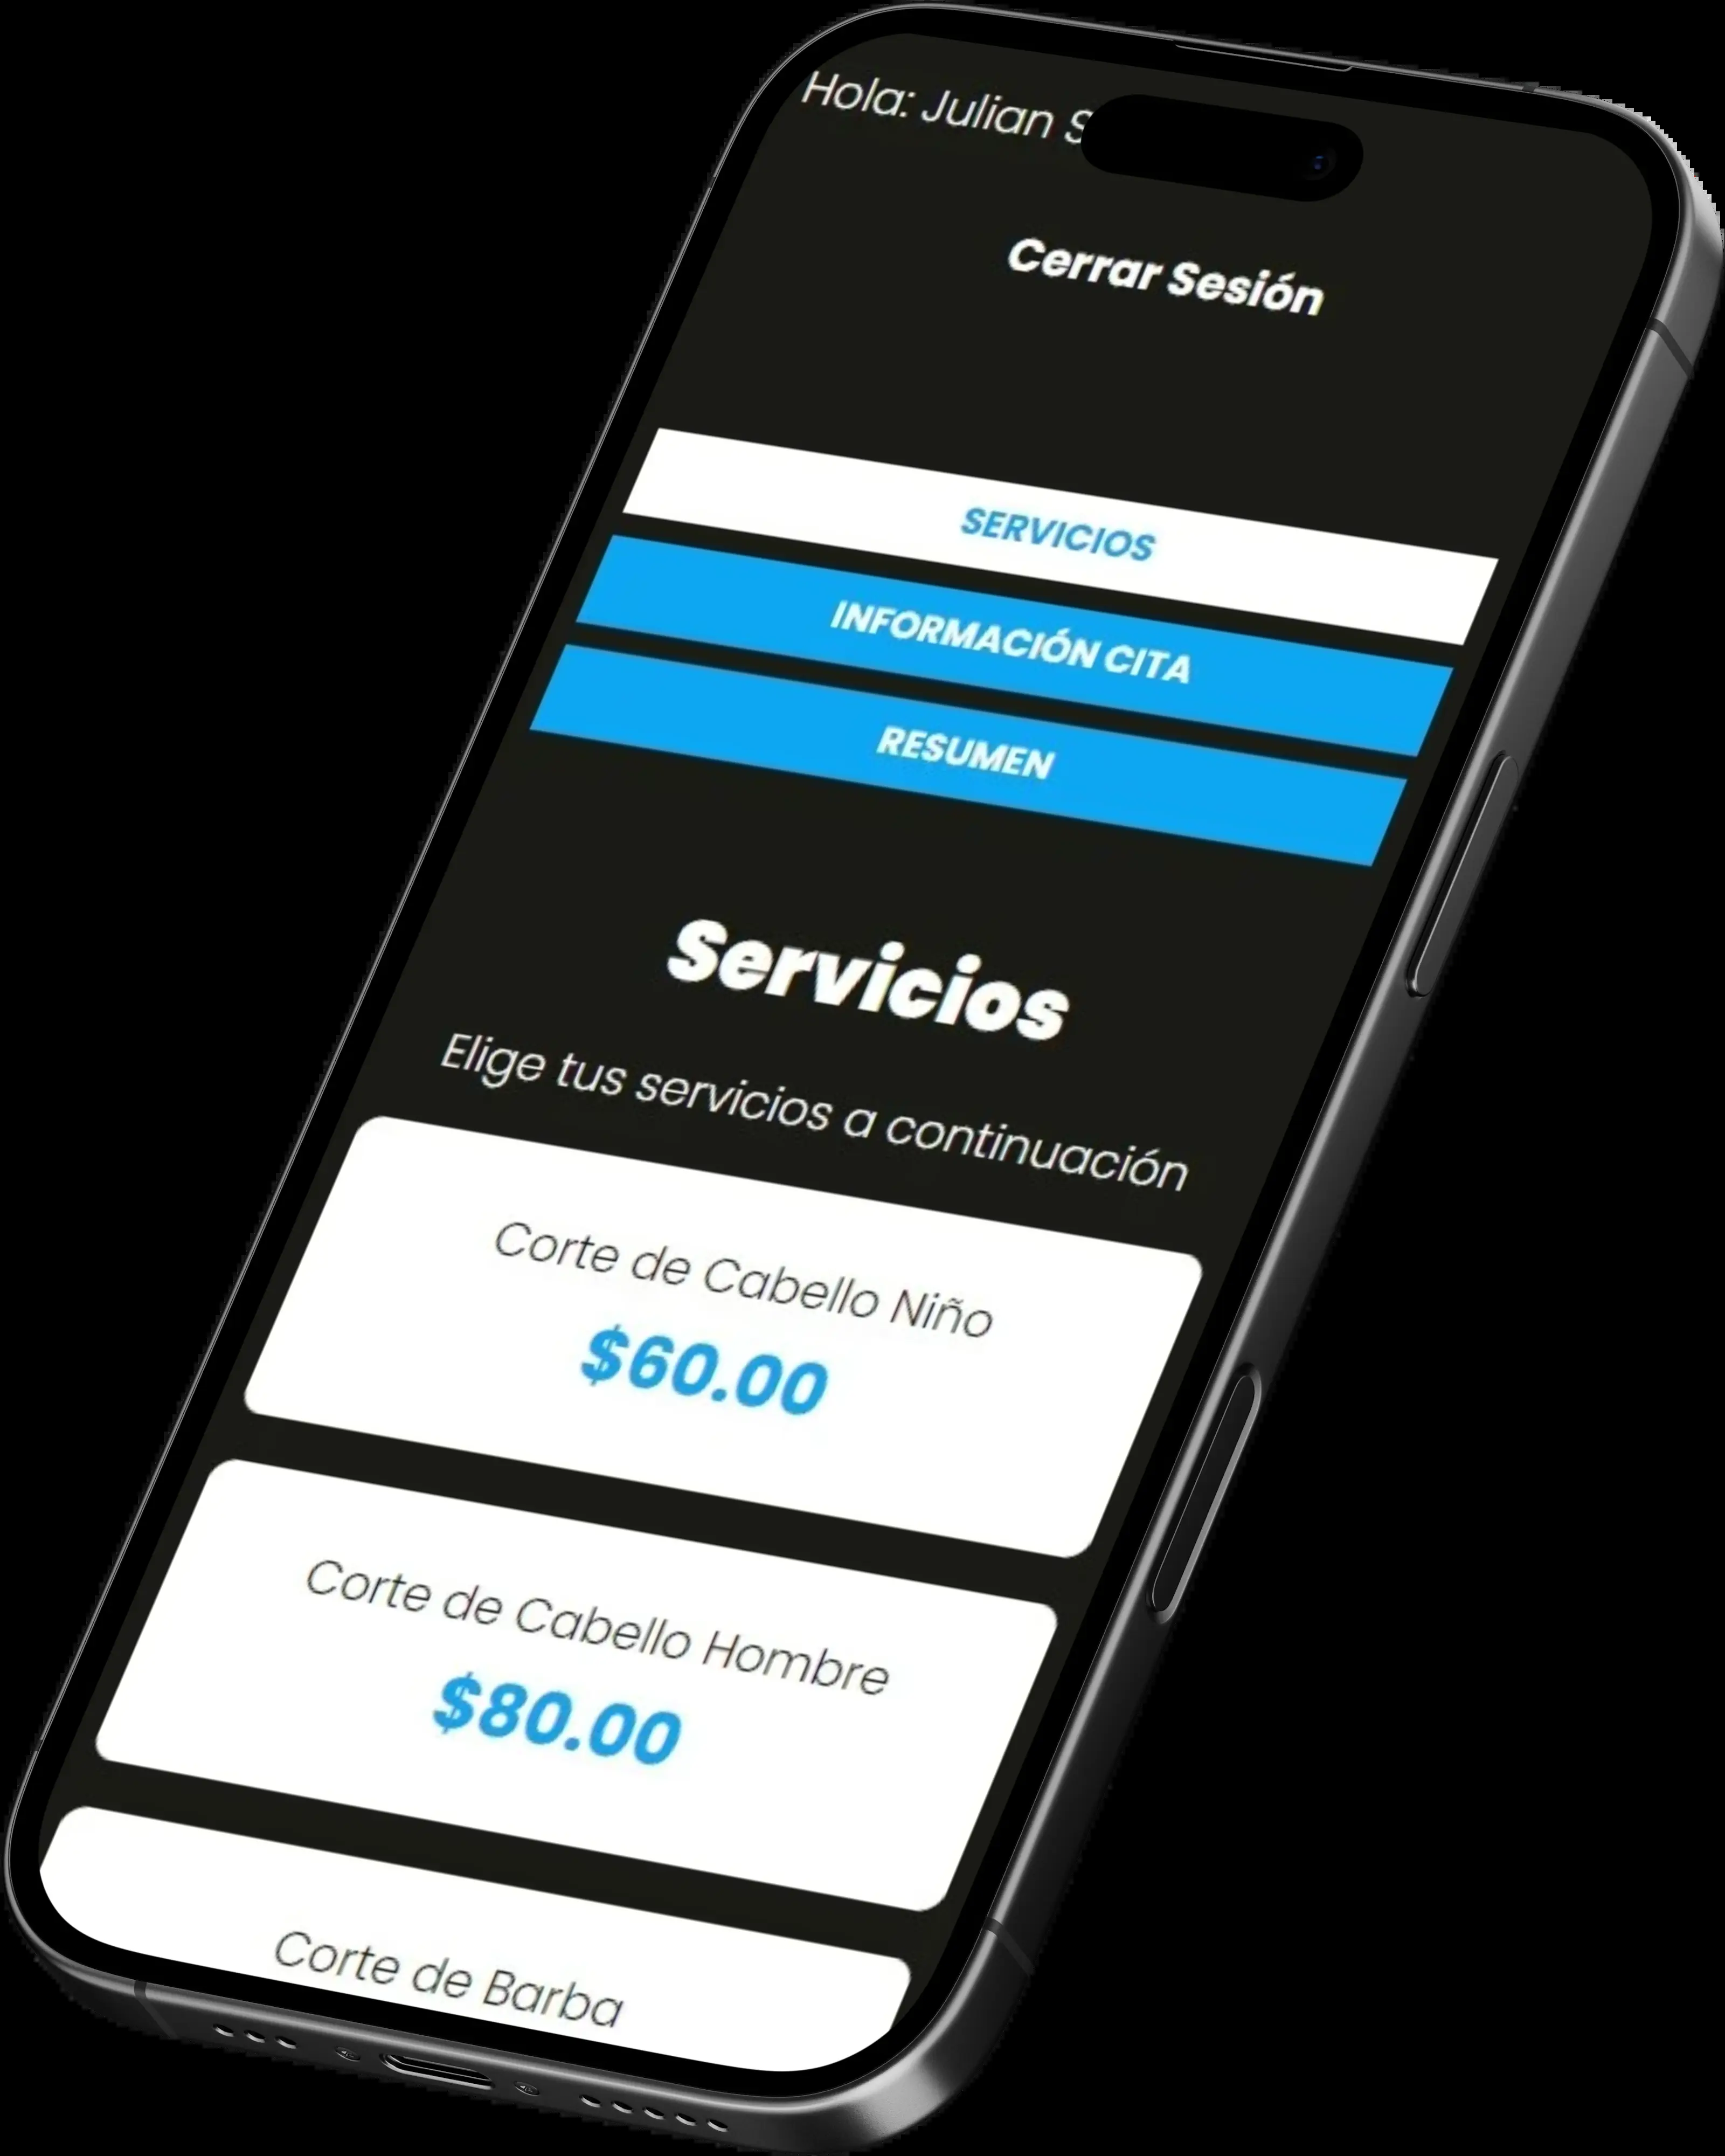 Hola: Julian
Cerrar Sesión
SERVICIOS
INFORMACIÓN CITA
RESUMEN
Servicios
Elige tus servicios a continuación
Corte de Cabello Niño
$60.00
Corte de Cabello Hombre
$80.00
Corte de Barba